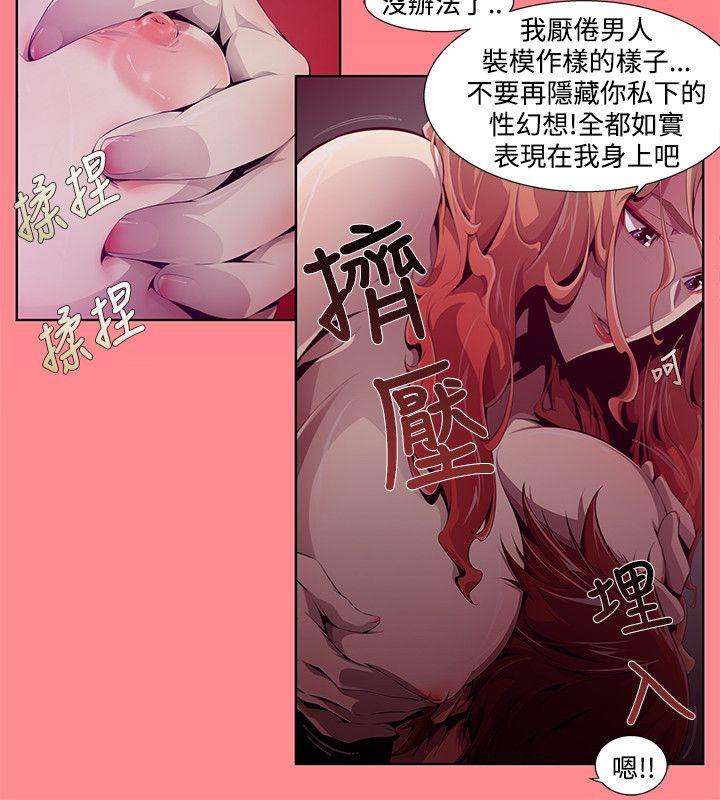 沒辦法了..
我厭倦男人
裝模作樣的樣子...
不要再隱藏你私下的
性幻想!全都如實
表現在我身上吧
揉捏
揉捏
擠壓
呵
埋入
嗯!!